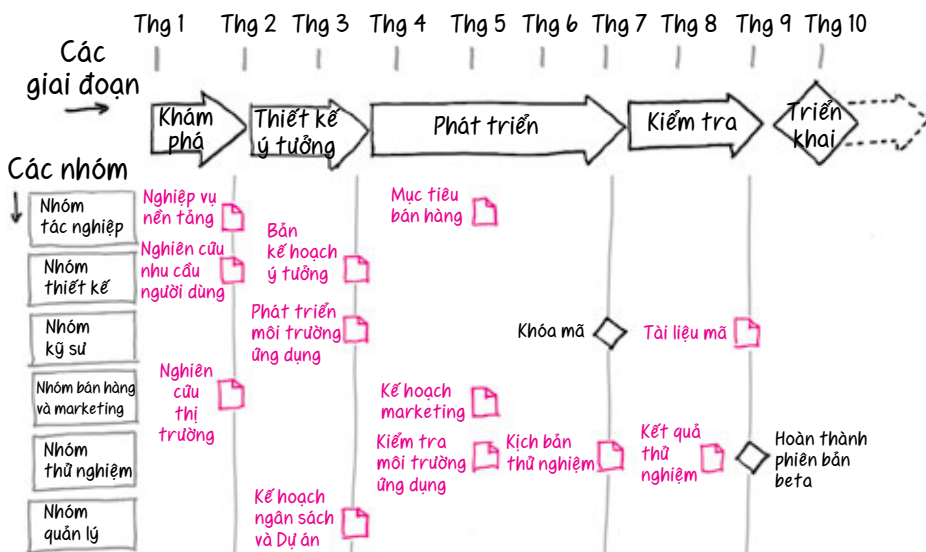 Thg 1 Thg 2 Thg 3 Thg 4 Thg 5 Thg 6 Thg 7 Thg 8 Thg 9 Thg 10
Các
giai đoạn
Khám
phá
Thiết kế
ý tưởng
Phát triển
Kiểm tra
Triển
khai
Các nhóm
Nhóm
tác nghiệp
Nghiệp vụ
nền tảng
Mục tiêu
bán hàng
Nhóm
thiết kế
Nghiên cứu
nhu cầu
người dùng
Bản
kế hoạch
ý tưởng
Nhóm
kỹ sư
Phát triển
môi trường
ứng dụng
Khóa mã
Tài liệu mã
Nhóm bán hàng
và marketing
Nghiên
cứu
thị
trường
Kế hoạch
marketing
Nhóm
thử nghiệm
Kiểm tra
môi trường
ứng dụng
Kịch bản
thử nghiệm
Kết quả
thử
nghiệm
Hoàn thành
phiên bản
beta
Nhóm
quản lý
Kế hoạch
ngân sách
và Dự án